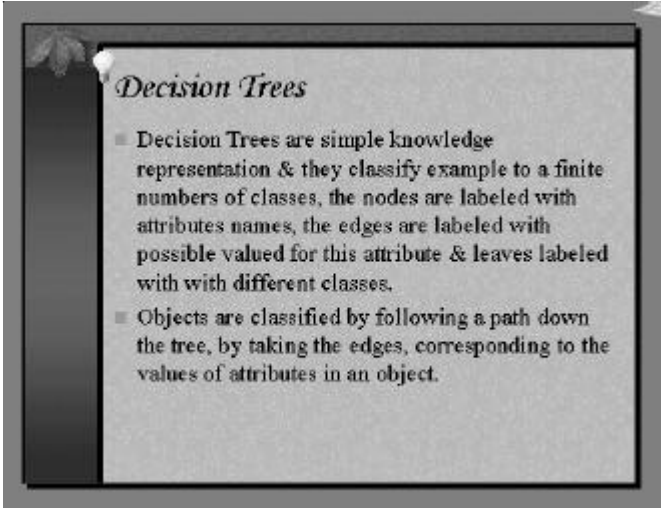 Decision Trees
Decision Trees are simple knowledge
representation & they classify example to a finite
numbers of classes, the nodes are labeled with
attributes names, the edges are labeled with
possible valued for this attribute & leaves labeled
with with different classes.
Objects are classified by following a path down
the tree, by taking the edges, corresponding to the
values of attributes in an object.